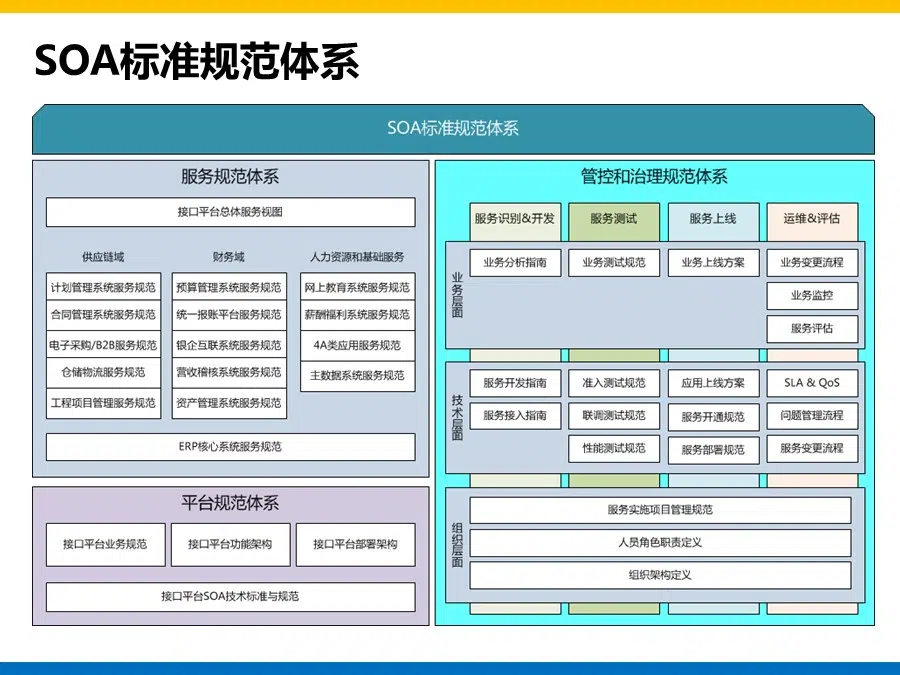 SOA标准规范体系
SOA标准规范体系
服务规范体系
接口平台总体服务视图
供应链域
计划管理系统服务规范
合同管理系统服务规范
电子采购/B2B服务规范
仓储物流服务规范
工程项目管理服务规范
财务域
预算管理系统服务规范
统一报账平台服务规范
银企互联系统服务规范
营收稽核系统服务规范
资产管理系统服务规范
人力资源和基础服务
网上教育系统服务规范
薪酬福利系统服务规范
4A类应用服务规范
主数据系统服务规范
ERP核心系统服务规范
平台规范体系
接口平台业务规范
接口平台功能架构
接口平台部署架构
接口平台SOA技术标准与规范
管控和治理规范体系
服务识别&开发
服务测试
服务上线
运维&评估
业务层面
业务分析指南
业务测试规范
业务上线方案
业务变更流程
业务监控
服务评估
技术层面
服务开发指南
准入测试规范
应用上线方案
SLA & QoS
服务接入指南
联调测试规范
服务开通规范
问题管理流程
性能测试规范
服务部署规范
服务变更流程
组织层面
服务实施项目管理规范
人员角色职责定义
组织架构定义